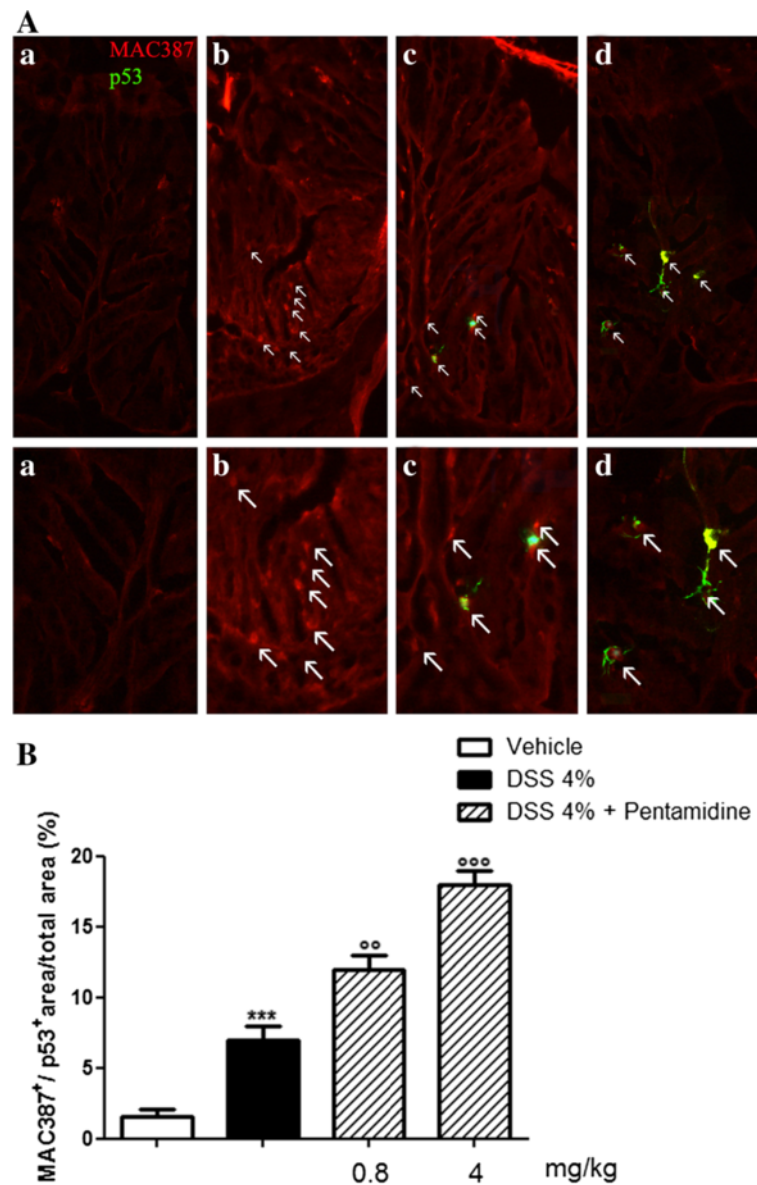 A
a MAC387 b c d
p53
a b c d
B
Vehicle
DSS 4%
DSS 4% + Pentamidine
MAC387⁺/ p53⁺ area/total area (%)
20
15
10
5
0
***
°°
°°°
0.8 4 mg/kg